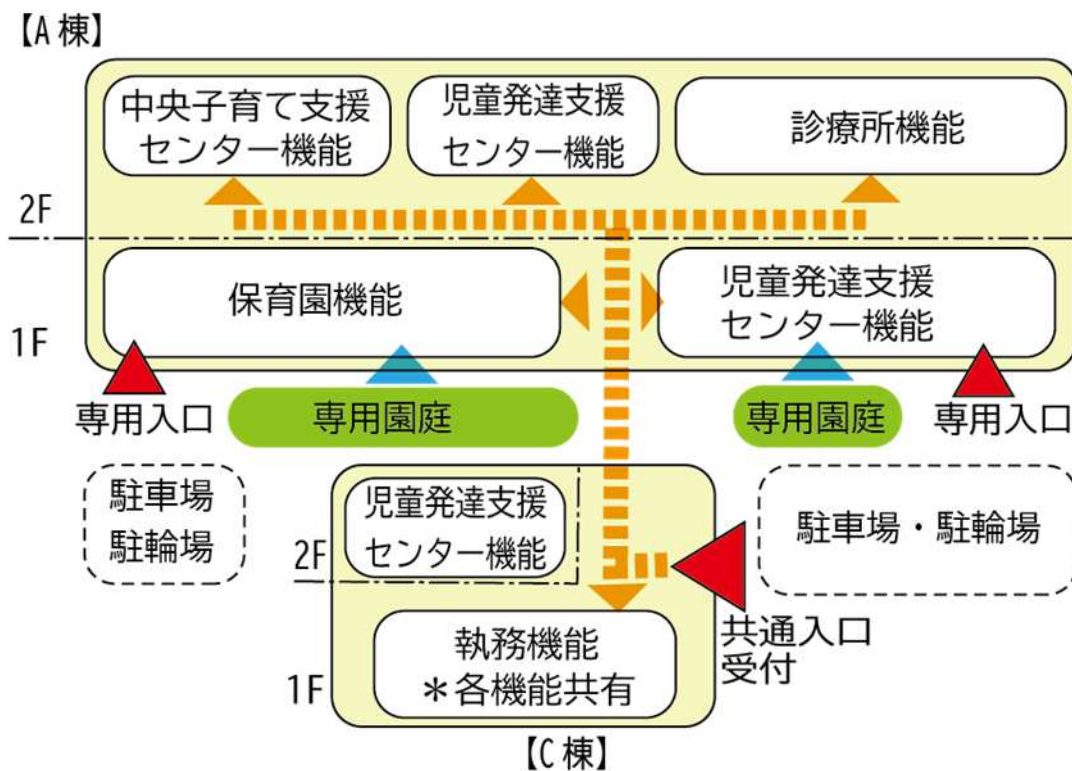 【A棟】
中央子育て支援
センター機能
児童発達支援
センター機能
診療所機能
2F
保育園機能
児童発達支援
センター機能
1F
専用入口
専用園庭
専用園庭
専用入口
駐車場
駐輪場
児童発達支援
センター機能
2F
駐車場・駐輪場
共通入口
受付
執務機能
＊各機能共有
1F
【C棟】